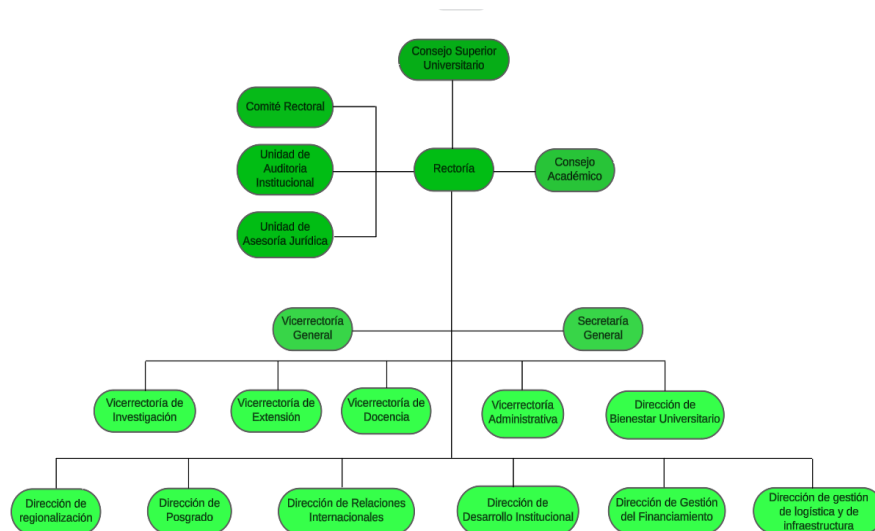 Consejo Superior
Universitario
Comité Rectoral
Unidad de
Auditoria
Institucional
Rectoría
Consejo
Académico
Unidad de
Asesoría Jurídica
Vicerrectoría
General
Secretaría
General
Vicerrectoría de
Investigación
Vicerrectoría de
Extensión
Vicerrectoría de
Docencia
Vicerrectoría
Administrativa
Dirección de
Bienestar Universitario
Dirección de
regionalización
Dirección de
Posgrado
Dirección de Relaciones
Internacionales
Dirección de
Desarrollo Institucional
Dirección de Gestión
del Financiamiento
Dirección de gestión
de logística y de
infraestructura